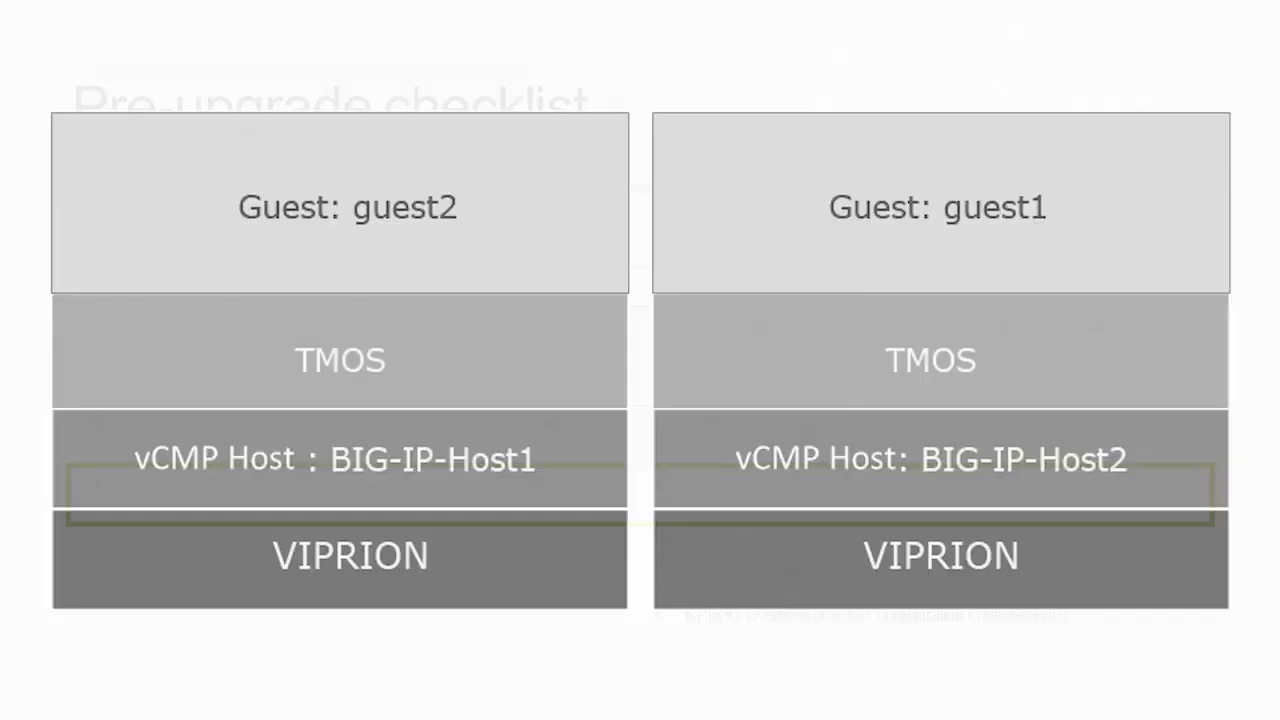 Pre-upgrade checklist
Guest: guest2
TMOS
vCMP Host : BIG-IP-Host1
VIPRION
Guest: guest1
TMOS
vCMP Host: BIG-IP-Host2
VIPRION